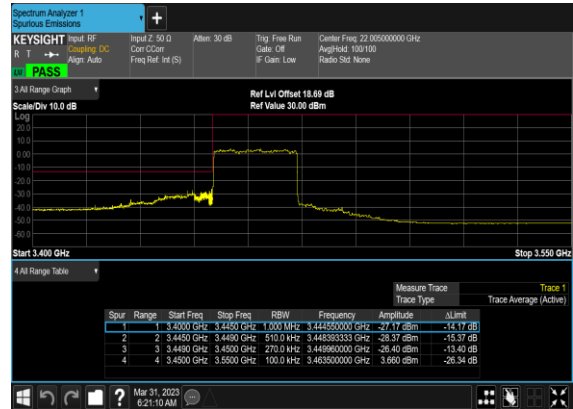 Spectrum Analyzer 1
Spurious Emissions
KEYSIGHT Input: RF Input Z: 50 Ω Atten: 30 dB Trig: Free Run Center Freq: 22.005000000 GHz
R T Coupling: DC Corr CCorr Gate: Off Avg|Hold: 100/100
Align: Auto Freq Ref: Int (S) IF Gain: Low Radio Std: None
LW PASS
3 All Range Graph
Ref Lvl Offset 18.69 dB
Scale/Div 10.0 dB Ref Value 30.00 dBm
Log
20.0
10.0
0.00
-10.0
-20.0
-30.0
-40.0
-50.0
-60.0
Start 3.400 GHz Stop 3.550 GHz
4 All Range Table
Measure Trace Trace 1
Trace Type Trace Average (Active)
Spur Range Start Freq Stop Freq RBW Frequency Amplitude ΔLimit
1 1 3.4000 GHz 3.4450 GHz 1.000 MHz 3.444550000 GHz -27.17 dBm -14.17 dB
2 2 3.4450 GHz 3.4490 GHz 510.0 kHz 3.448393333 GHz -28.37 dBm -15.37 dB
3 3 3.4490 GHz 3.4500 GHz 270.0 kHz 3.449960000 GHz -26.40 dBm -13.40 dB
4 4 3.4500 GHz 3.5500 GHz 100.0 kHz 3.463500000 GHz 3.660 dBm -26.34 dB
? Mar 31, 2023
6:21:10 AM